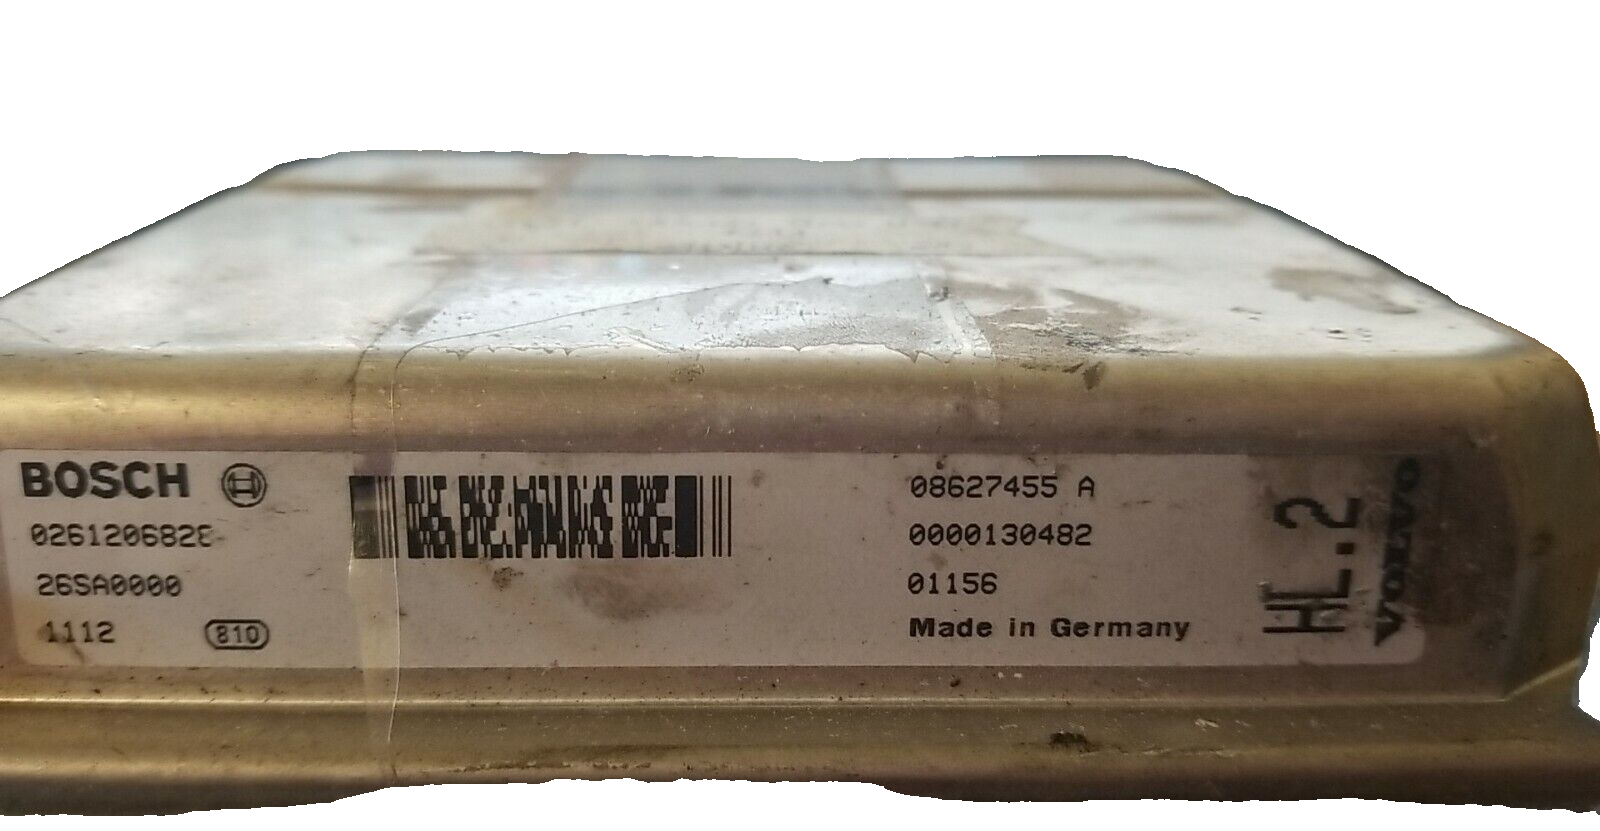 BOSCH
0261206828
26SA0000
1112 810
08627455 A
0000130482
01156
Made in Germany
HL.2
VOLVO